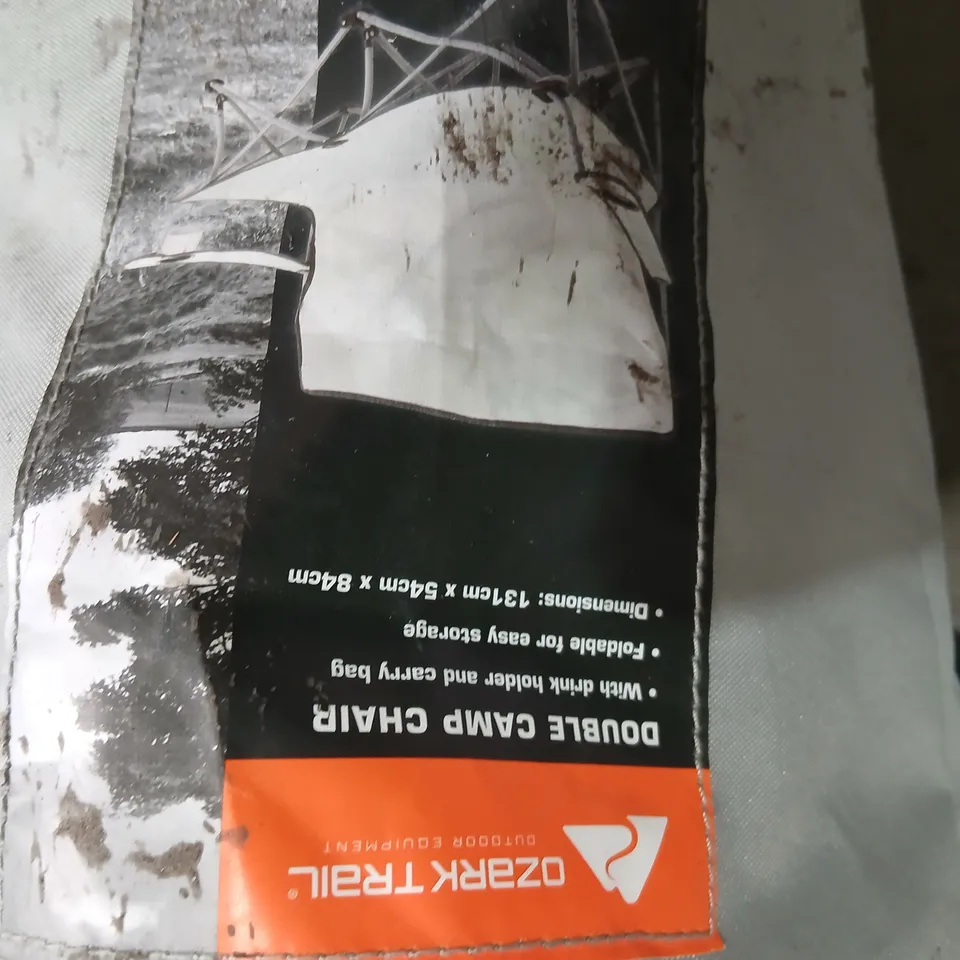 OZARK TRAIL®
OUTDOOR EQUIPMENT
DOUBLE CAMP CHAIR
• With drink holder and carry bag
• Foldable for easy storage
• Dimensions: 131cm x 54cm x 84cm